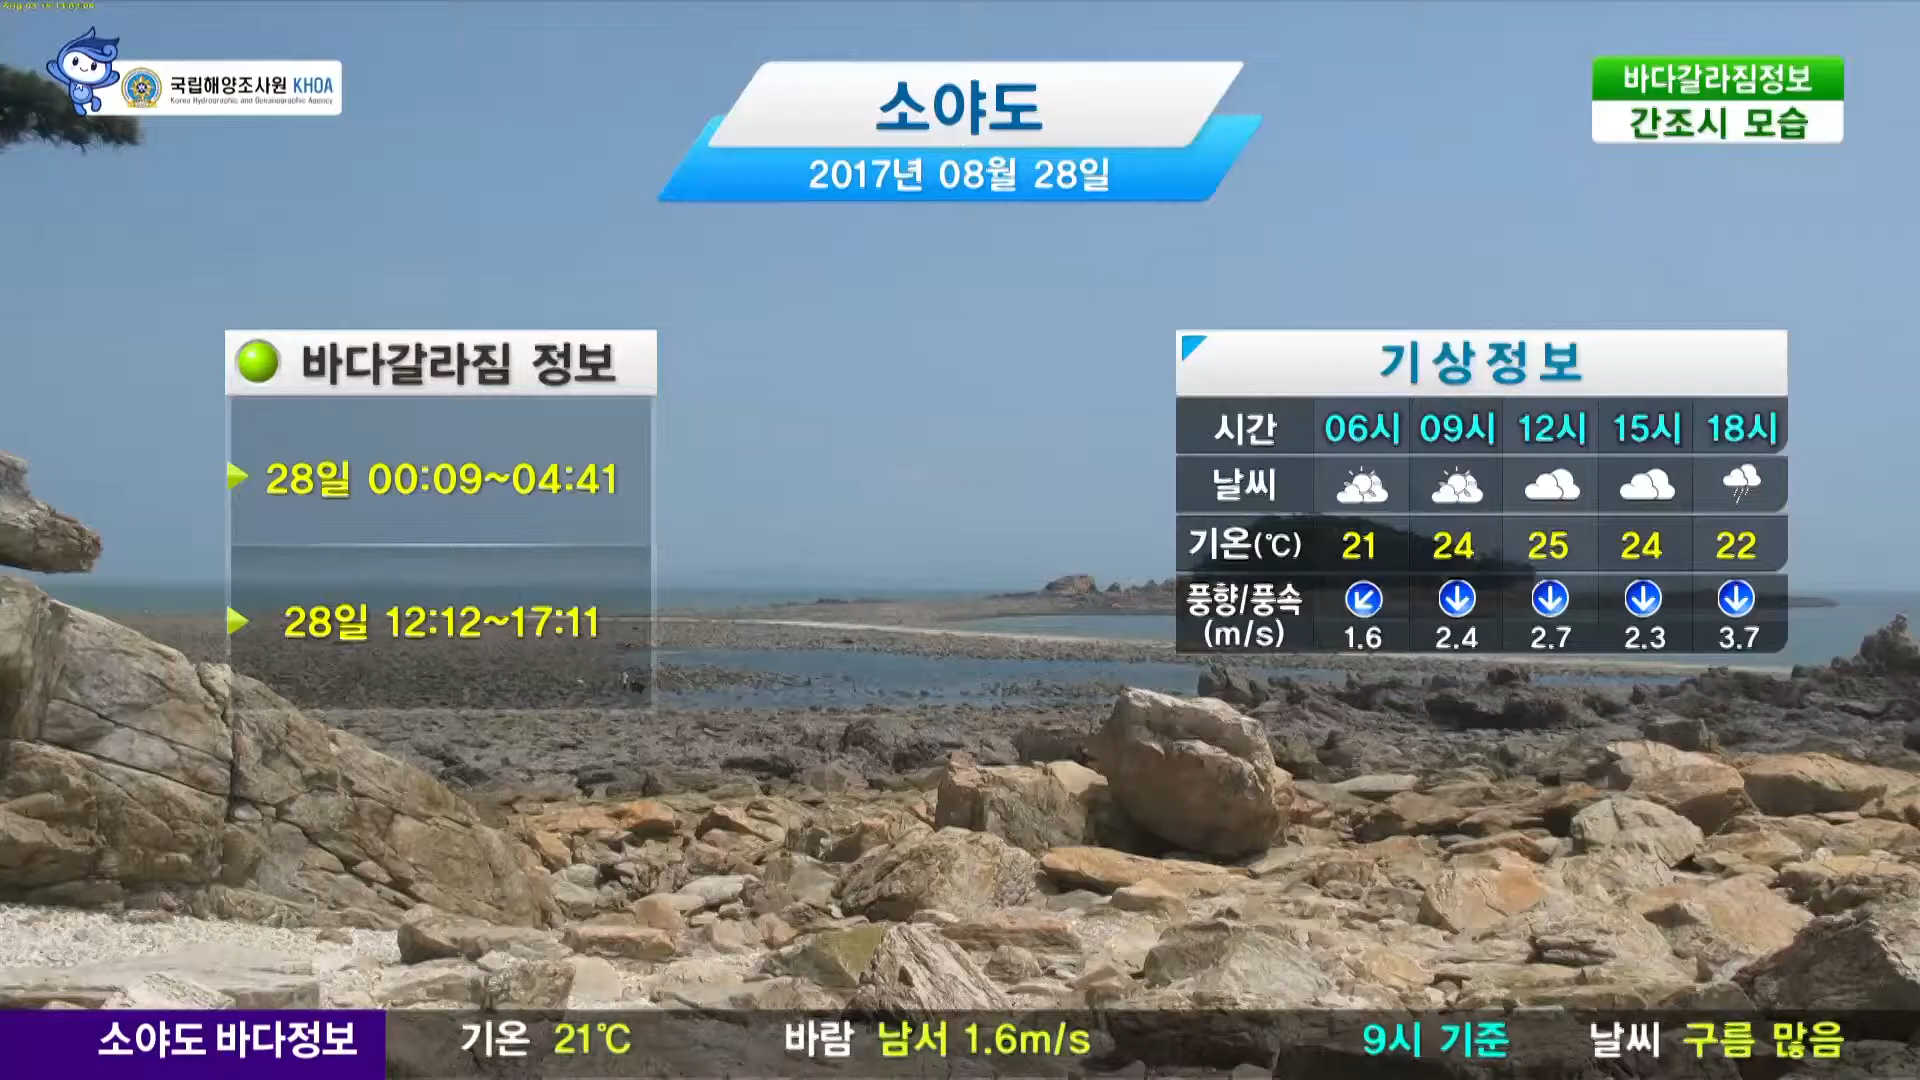 국립해양조사원 KHOA
Korea Hydrographic and Oceanographic Agency
소야도
2017년 08월 28일
바다갈라짐정보
간조시 모습
바다갈라짐 정보
28일 00:09~04:41
28일 12:12~17:11
기상정보
시간 06시 09시 12시 15시 18시
날씨
기온(℃) 21 24 25 24 22
풍향/풍속
(m/s) 1.6 2.4 2.7 2.3 3.7
소야도 바다정보 기온 21℃ 바람 남서 1.6m/s 9시 기준 날씨 구름 많음